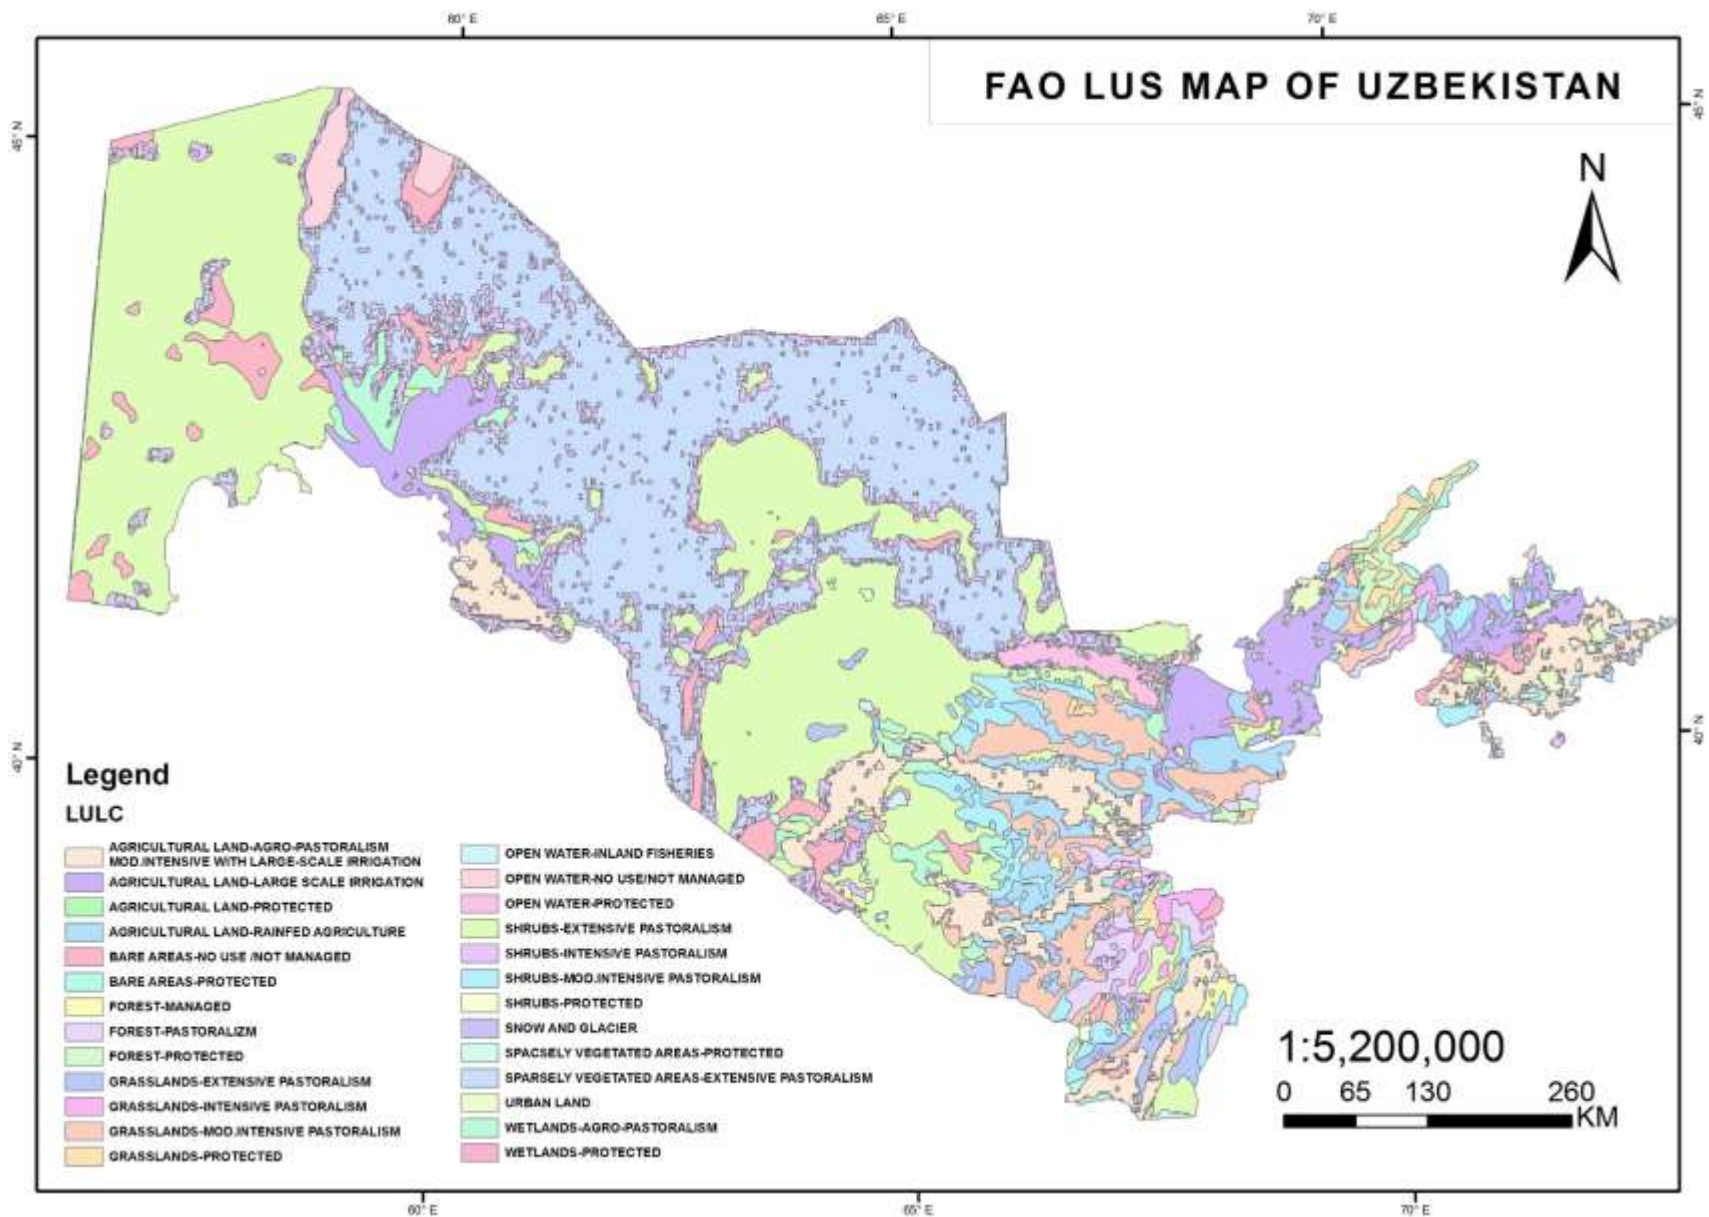 60° E 65° E 70° E
FAO LUS MAP OF UZBEKISTAN
45° N 45° N
N
40° N 40° N
Legend
LULC
AGRICULTURAL LAND-AGRO-PASTORALISM
MOD.INTENSIVE WITH LARGE-SCALE IRRIGATION
AGRICULTURAL LAND-LARGE SCALE IRRIGATION
AGRICULTURAL LAND-PROTECTED
AGRICULTURAL LAND-RAINFED AGRICULTURE
BARE AREAS-NO USE /NOT MANAGED
BARE AREAS-PROTECTED
FOREST-MANAGED
FOREST-PASTORALIZM
FOREST-PROTECTED
GRASSLANDS-EXTENSIVE PASTORALISM
GRASSLANDS-INTENSIVE PASTORALISM
GRASSLANDS-MOD.INTENSIVE PASTORALISM
GRASSLANDS-PROTECTED
OPEN WATER-INLAND FISHERIES
OPEN WATER-NO USE/NOT MANAGED
OPEN WATER-PROTECTED
SHRUBS-EXTENSIVE PASTORALISM
SHRUBS-INTENSIVE PASTORALISM
SHRUBS-MOD.INTENSIVE PASTORALISM
SHRUBS-PROTECTED
SNOW AND GLACIER
SPACSELY VEGETATED AREAS-PROTECTED
SPARSELY VEGETATED AREAS-EXTENSIVE PASTORALISM
URBAN LAND
WETLANDS-AGRO-PASTORALISM
WETLANDS-PROTECTED
1:5,200,000
0 65 130 260
KM
60° E 65° E 70° E